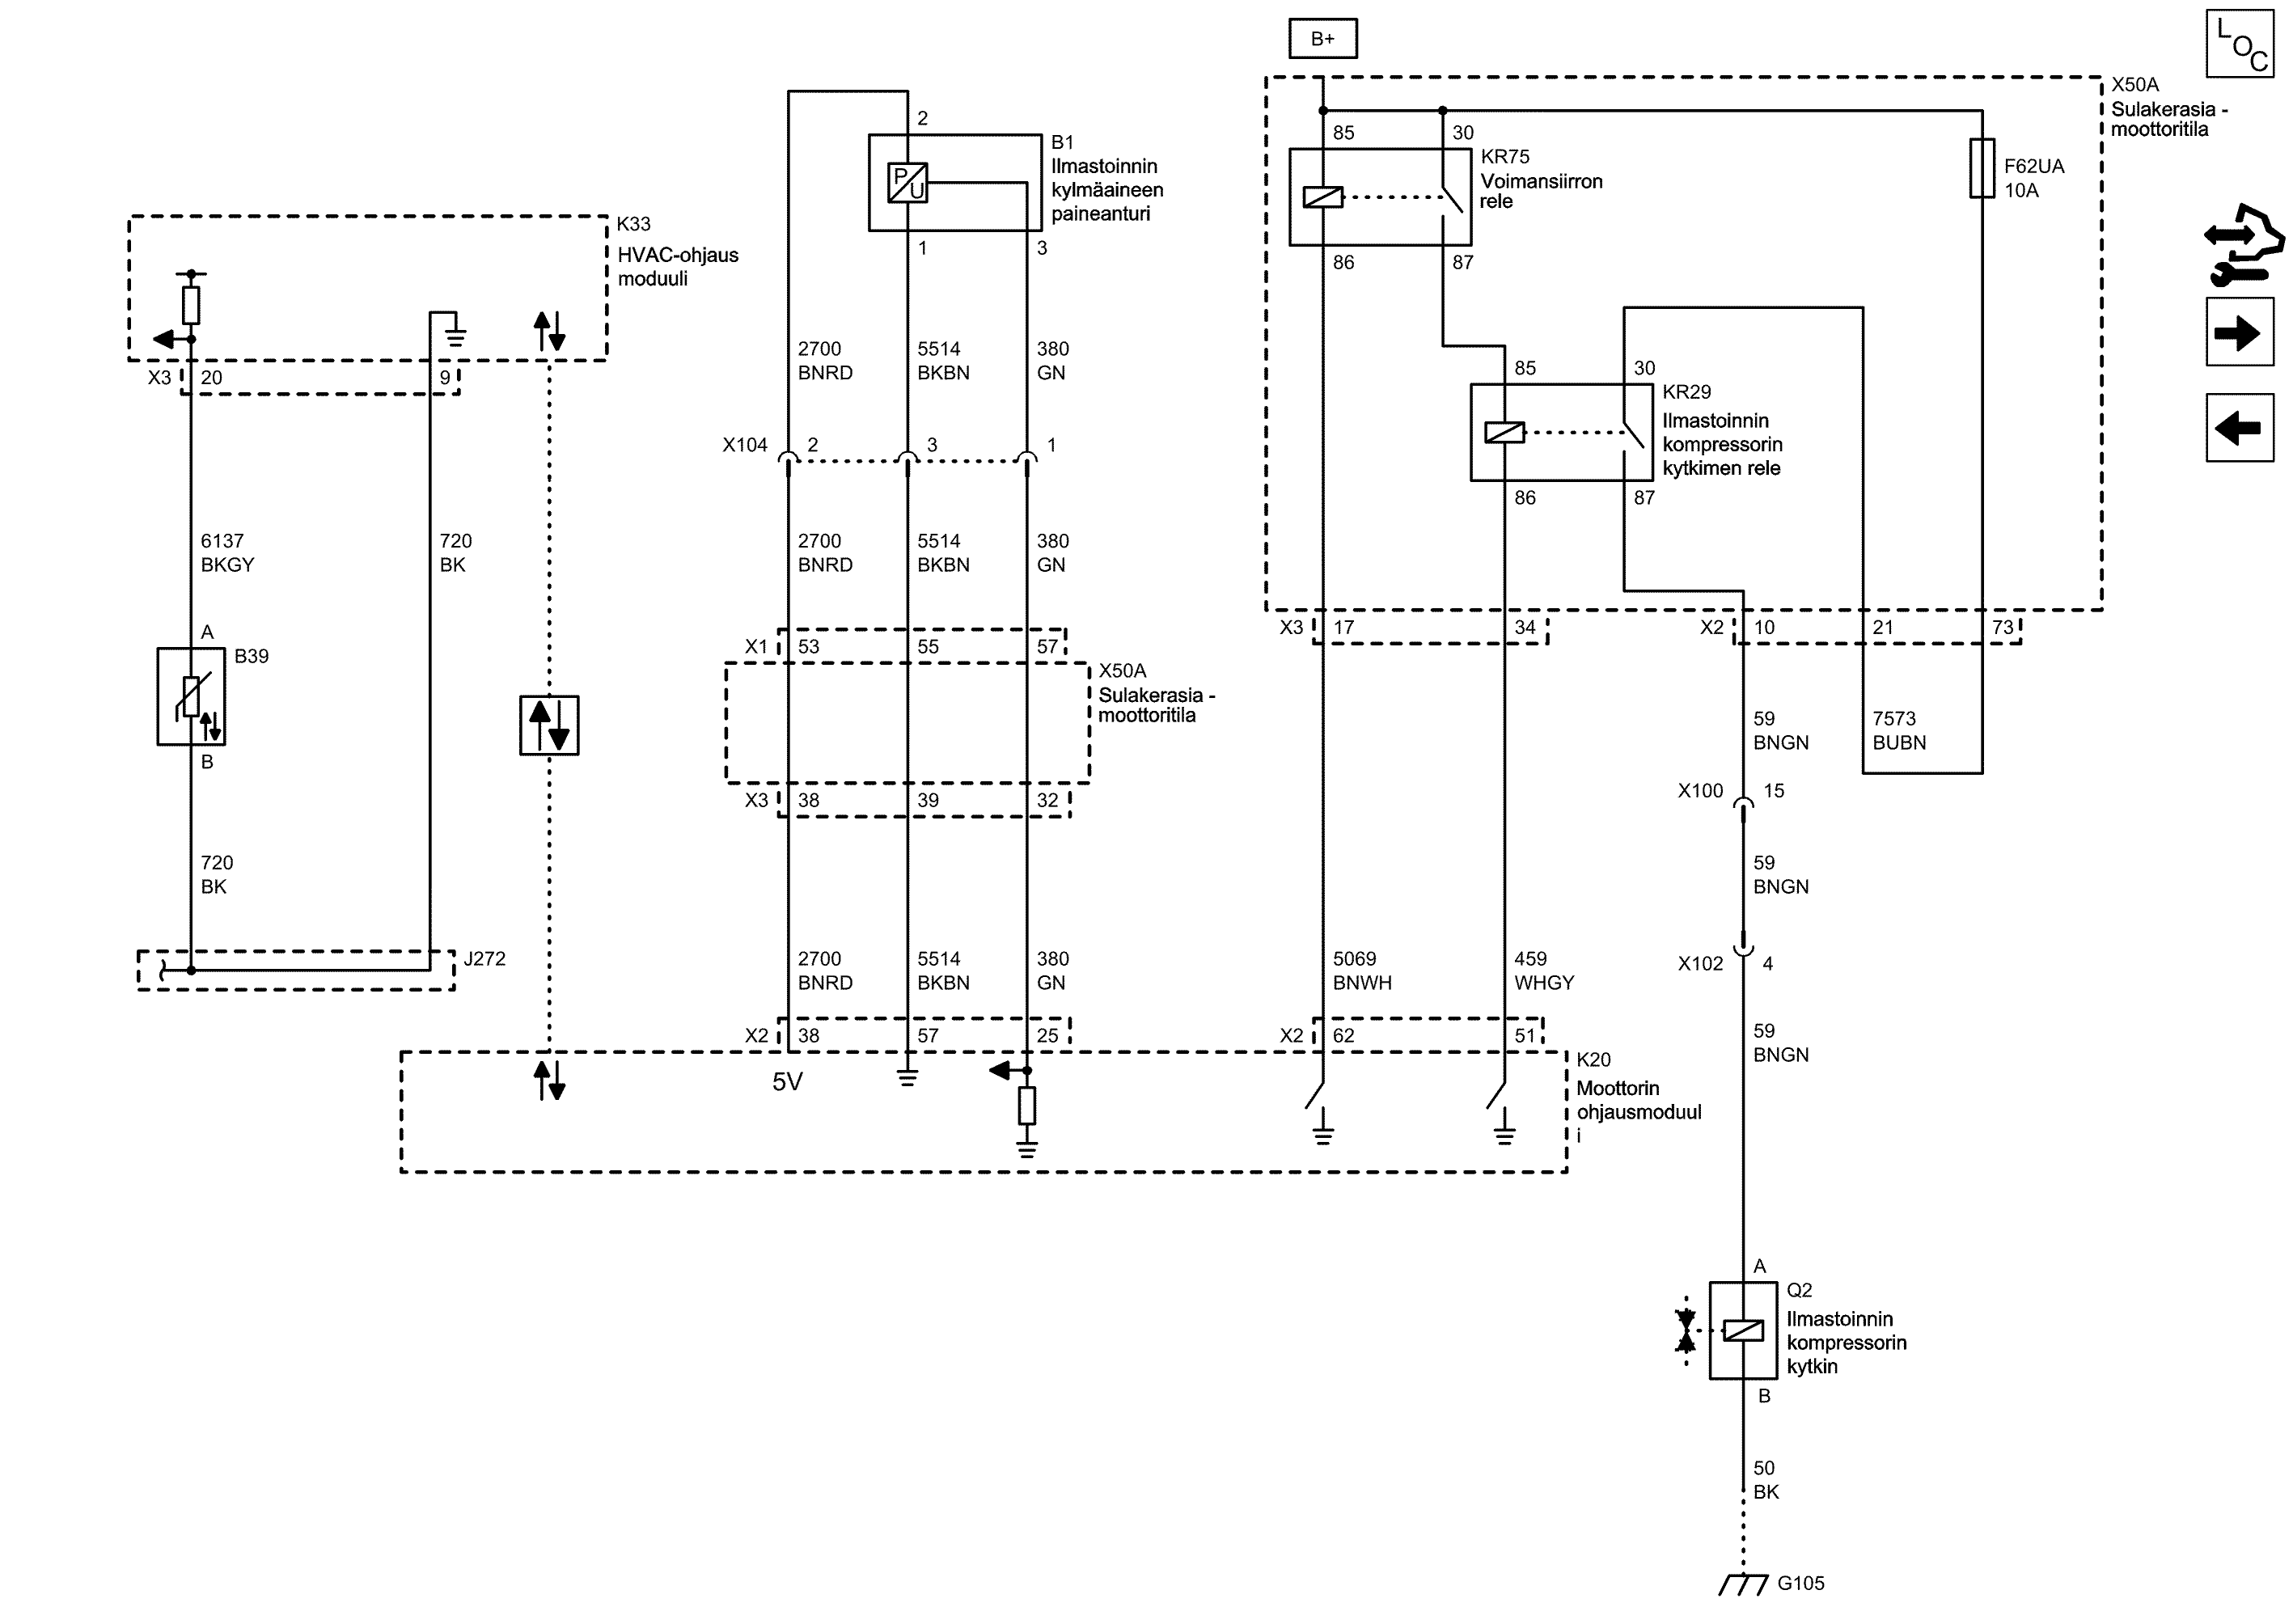 B+
LOC
X50A
Sulakerasia -
moottoritila
2
85
30
B1
Ilmastoinnin
kylmäaineen
paineanturi
P
U
KR75
Voimansiirron
rele
F62UA
10A
K33
HVAC-ohjaus
moduuli
1
3
86
87
2700
BNRD
5514
BKBN
380
GN
85
30
X3
20
9
KR29
Ilmastoinnin
kompressorin
kytkimen rele
X104
2
3
1
86
87
6137
BKGY
720
BK
2700
BNRD
5514
BKBN
380
GN
A
B39
B
X1
53
55
57
X3
17
34
X2
10
21
73
X50A
Sulakerasia -
moottoritila
59
BNGN
7573
BUBN
X3
38
39
32
X100
15
720
BK
59
BNGN
J272
2700
BNRD
5514
BKBN
380
GN
5069
BNWH
459
WHGY
X102
4
X2
38
57
25
X2
62
51
59
BNGN
5V
K20
Moottorin
ohjausmoduul
i
A
Q2
Ilmastoinnin
kompressorin
kytkin
B
50
BK
G105